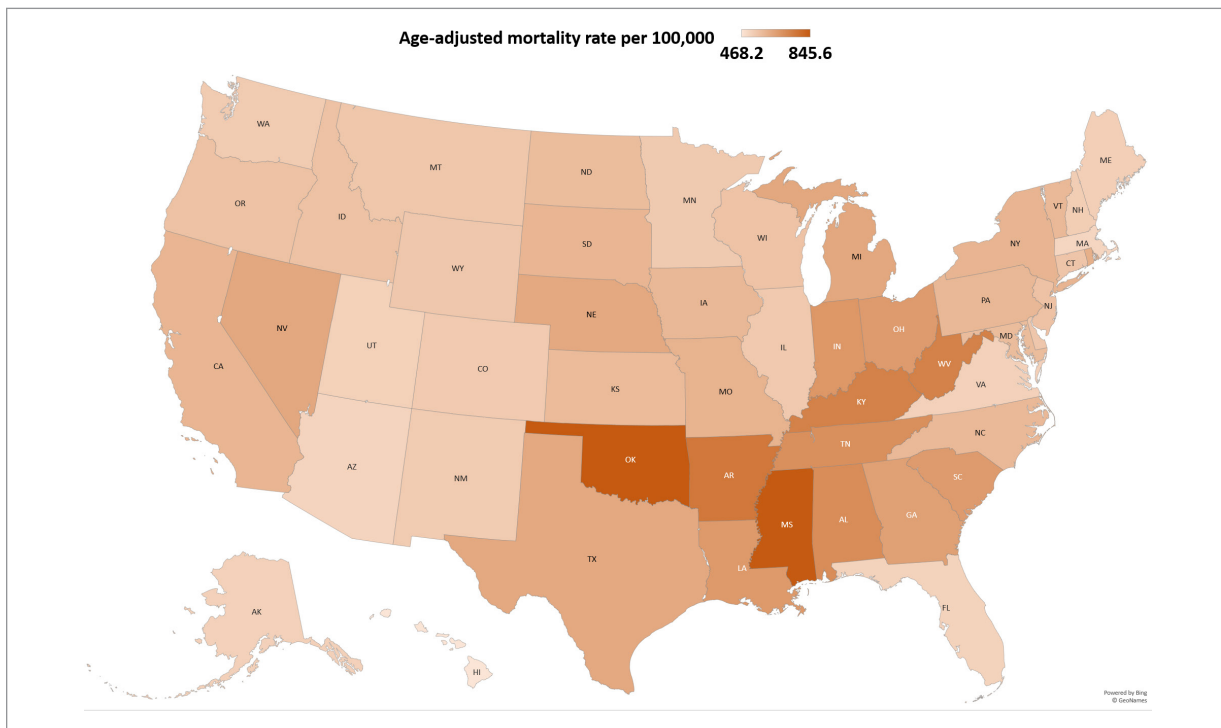 Age-adjusted mortality rate per 100,000
468.2 845.6
WA
MT
ND
MN
ME
OR
ID
WI
VT
NH
SD
NY
MA
MI
CT
WY
IA
PA
NJ
NE
NV
OH
MD
IL
IN
UT
CO
WV
CA
KS
MO
VA
KY
NC
TN
OK
AZ
AR
NM
SC
MS
AL
GA
TX
LA
FL
AK
HI
Powered by Bing
© GeoNames